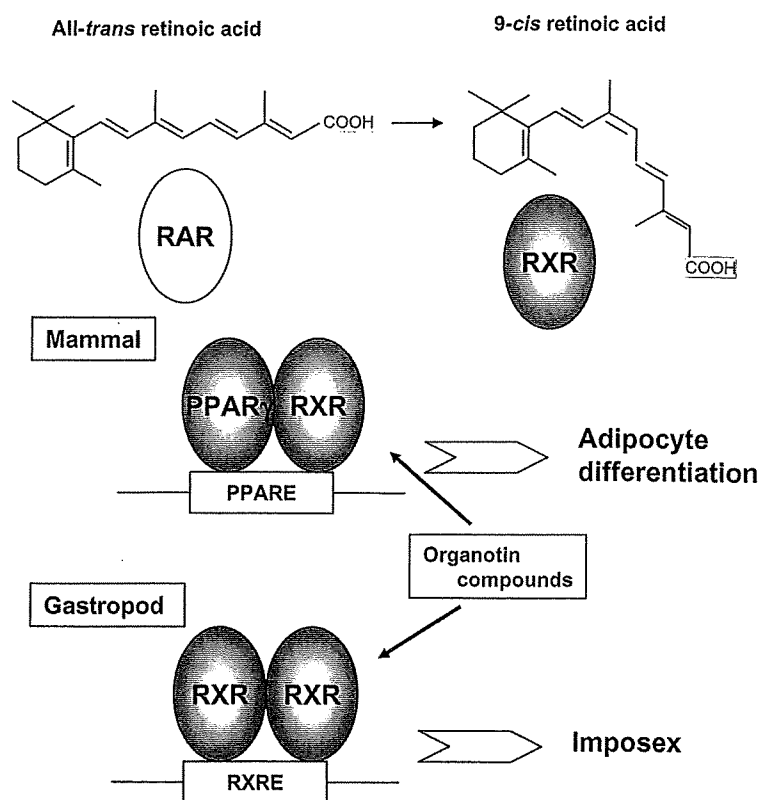 All-trans retinoic acid
9-cis retinoic acid
COOH
COOH
RAR
RXR
Mammal
PPARγ
RXR
PPARE
Adipocyte
differentiation
Organotin
compounds
Gastropod
RXR
RXR
RXRE
Imposex